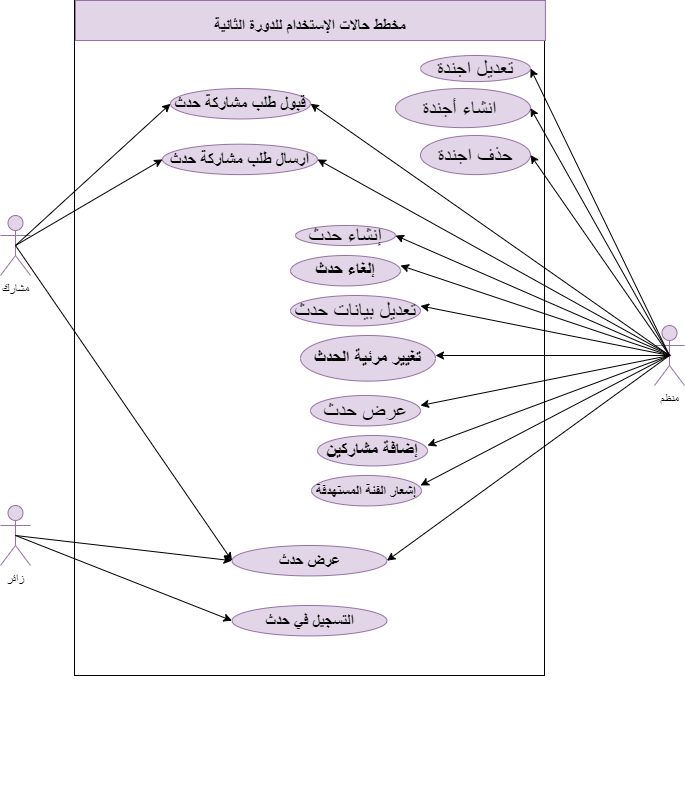 مخطط حالات الإستخدام للدورة الثانية
تعديل اجندة
قبول طلب مشاركة حدث
انشاء أجندة
حذف اجندة
ارسال طلب مشاركة حدث
إنشاء حدث
إلغاء حدث
مشارك
تعديل بيانات حدث
تغيير مرئية الحدث
منظم
عرض حدث
إضافة مشاركين
إشعار الفئة المستهدفة
عرض حدث
زائر
التسجيل في حدث